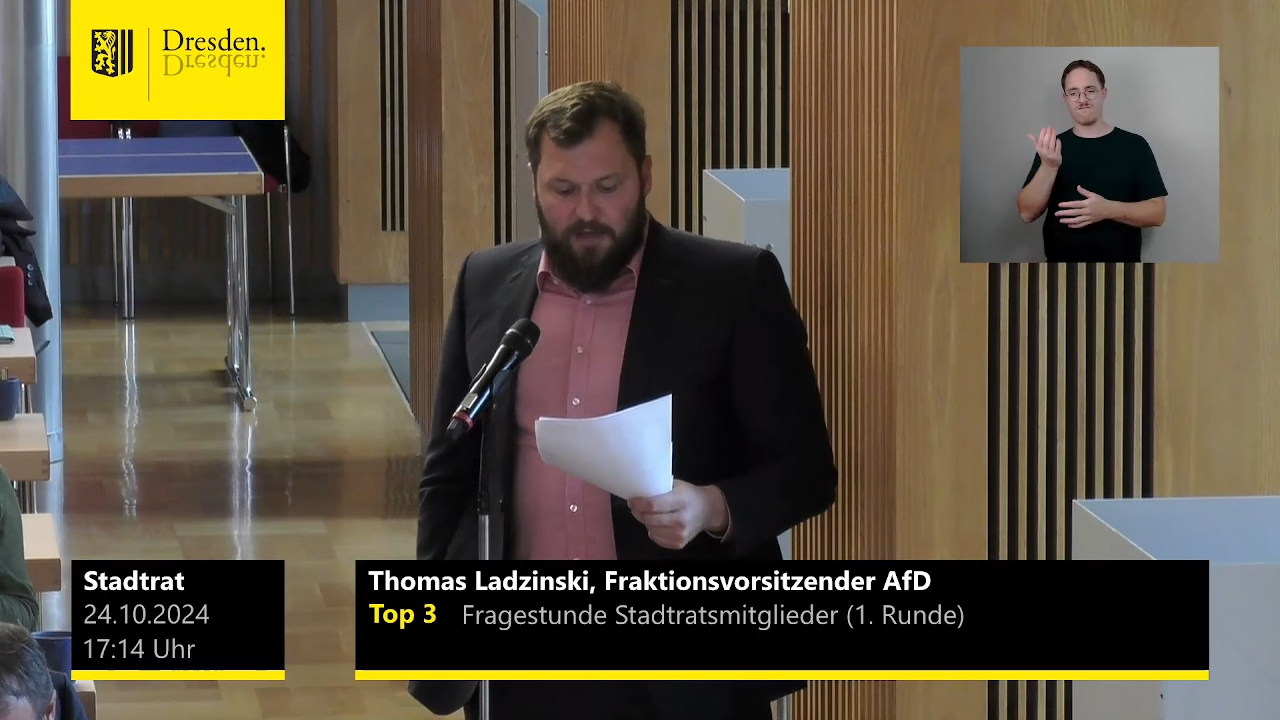 Dresden.
Dresden.
Stadtrat
24.10.2024
17:14 Uhr
Thomas Ladzinski, Fraktionsvorsitzender AfD
Top 3 Fragestunde Stadtratsmitglieder (1. Runde)